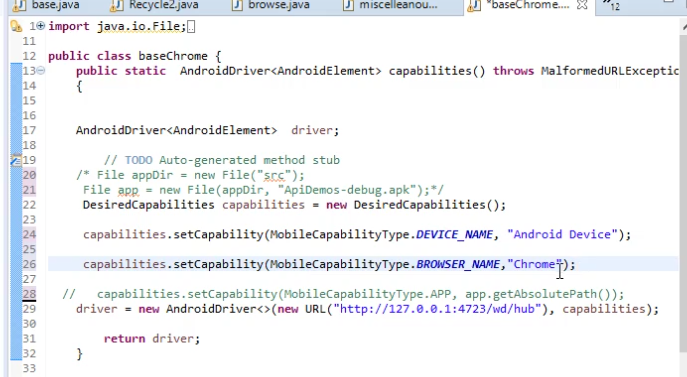 base.java Recycle2.java browse.java miscelleanou... *baseChrome.... »12
1 import java.io.File;
11
12 public class baseChrome {
13 public static AndroidDriver<AndroidElement> capabilities() throws MalformedURLExceptio
14 {
15
16
17 AndroidDriver<AndroidElement> driver;
18
19 // TODO Auto-generated method stub
20 /* File appDir = new File("src");
21 File app = new File(appDir, "ApiDemos-debug.apk");*/
22 DesiredCapabilities capabilities = new DesiredCapabilities();
23
24 capabilities.setCapability(MobileCapabilityType.DEVICE_NAME, "Android Device");
25
26 capabilities.setCapability(MobileCapabilityType.BROWSER_NAME,"Chrome");
27
28 // capabilities.setCapability(MobileCapabilityType.APP, app.getAbsolutePath());
29 driver = new AndroidDriver<>(new URL("http://127.0.0.1:4723/wd/hub"), capabilities);
30
31 return driver;
32 }
33